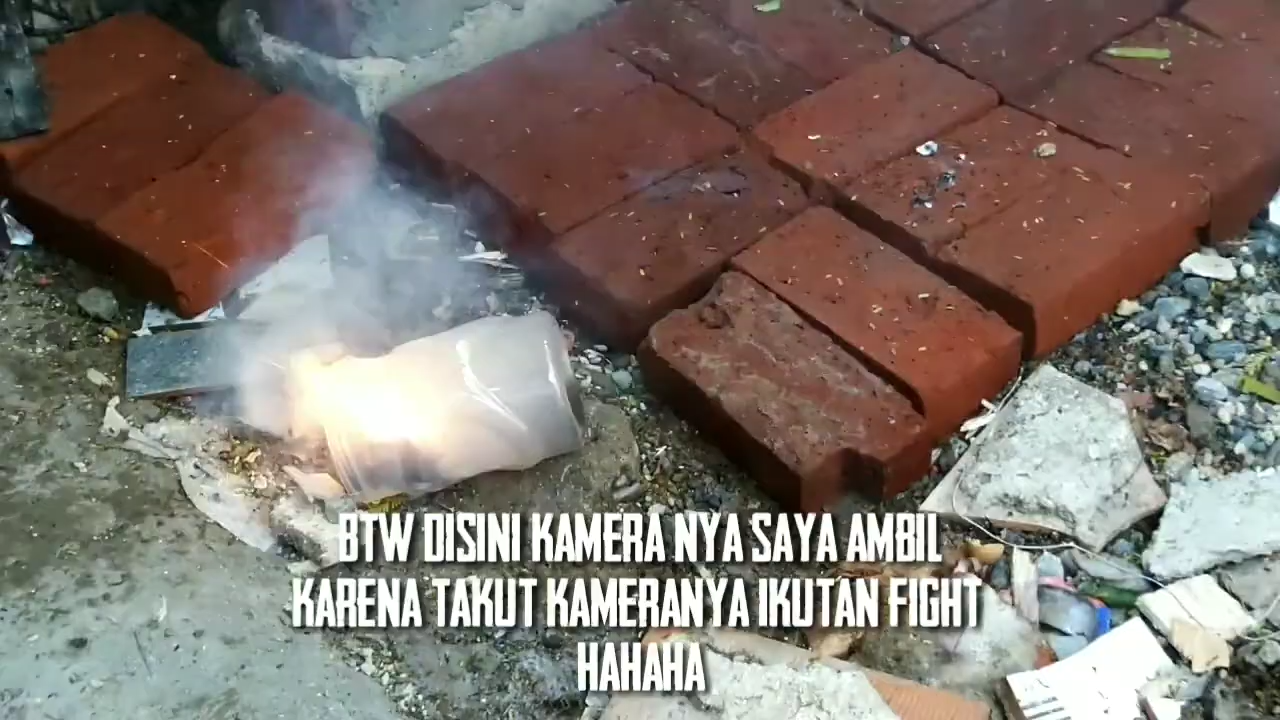 BTW DISINI KAMERA NYA SAYA AMBIL
KARENA TAKUT KAMERANYA IKUTAN FIGHT
HAHAHA